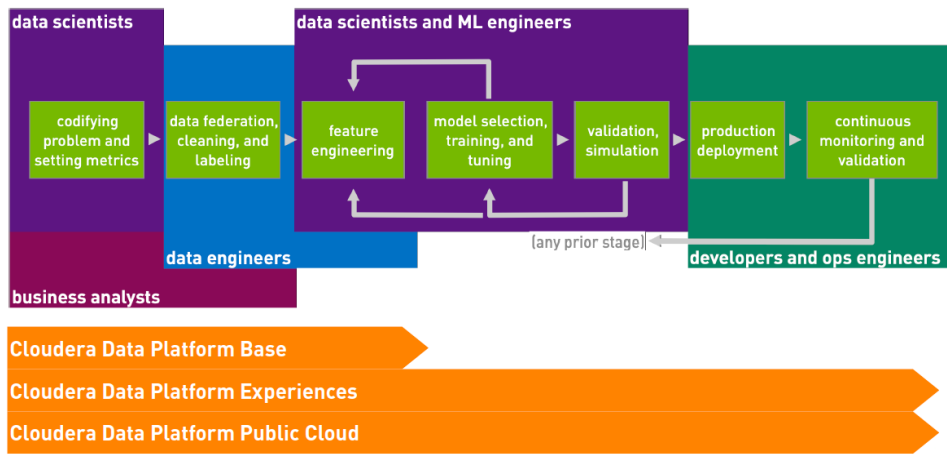 data scientists
data scientists and ML engineers
codifying
problem and
setting metrics
data federation,
cleaning, and
labeling
feature
engineering
model selection,
training, and
tuning
validation,
simulation
production
deployment
continuous
monitoring and
validation
(any prior stage)
data engineers
developers and ops engineers
business analysts
Cloudera Data Platform Base
Cloudera Data Platform Experiences
Cloudera Data Platform Public Cloud